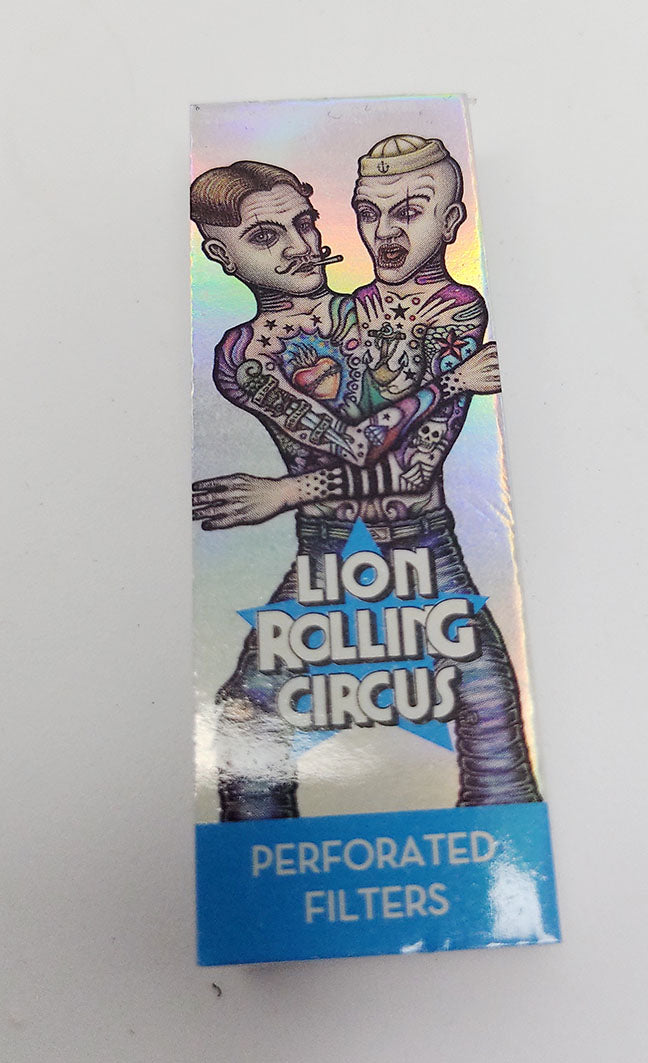 LION
ROLLING
CIRCUS
PERFORATED
FILTERS